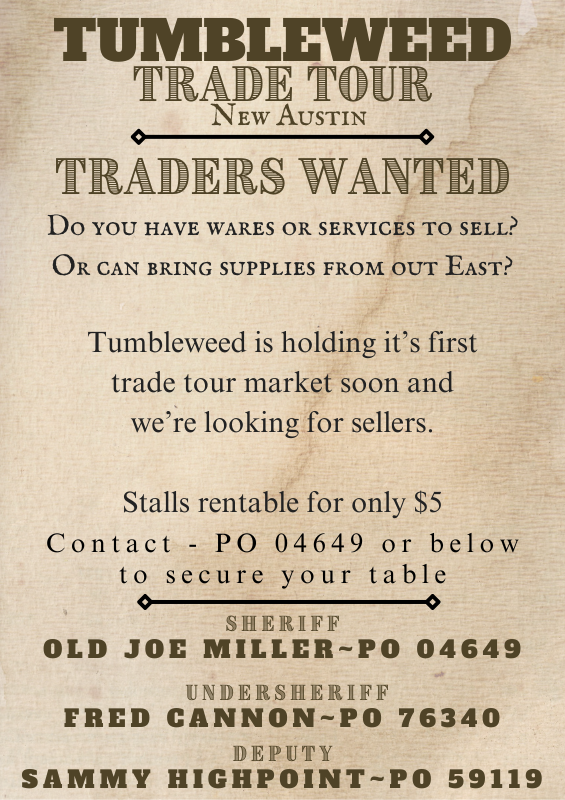 TUMBLEWEED
TRADE TOUR
New Austin
TRADERS WANTED
Do you have wares or services to sell?
Or can bring supplies from out East?
Tumbleweed is holding it's first
trade tour market soon and
we're looking for sellers.
Stalls rentable for only $5
Contact - PO 04649 or below
to secure your table
SHERIFF
OLD JOE MILLER~PO 04649
UNDERSHERIFF
FRED CANNON~PO 76340
DEPUTY
SAMMY HIGHPOINT~PO 59119